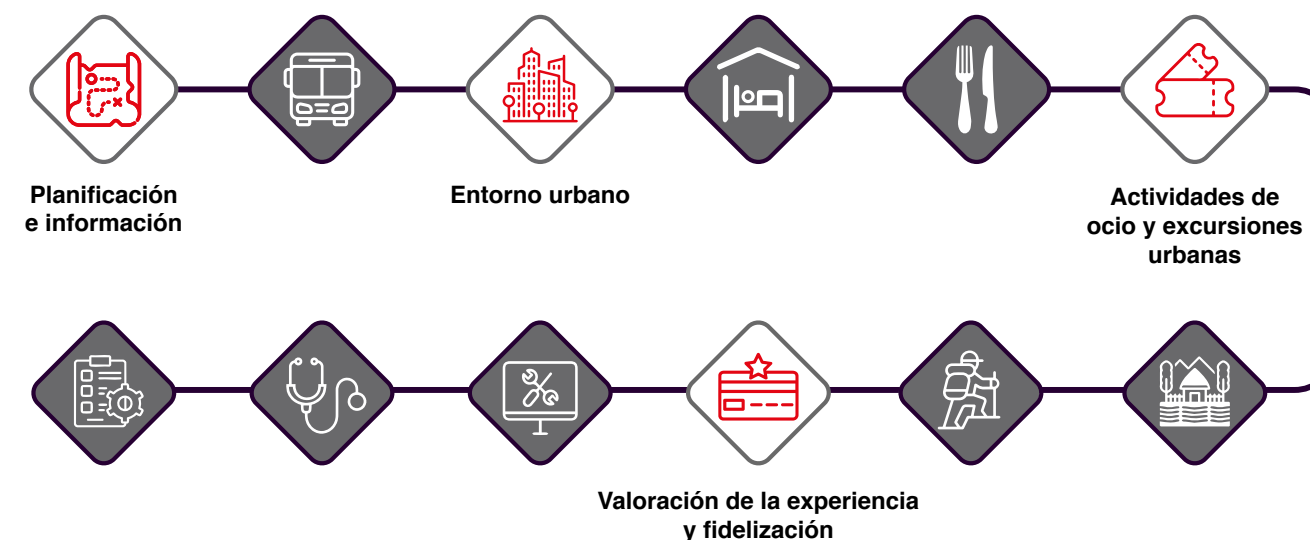 Planificación
e información
Entorno urbano
Actividades de
ocio y excursiones
urbanas
Valoración de la experiencia
y fidelización